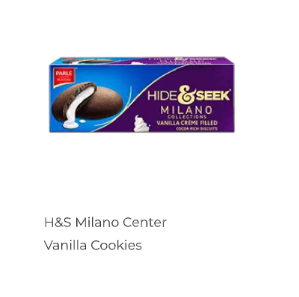 PARLE
HIDE & SEEK
MILANO
COLLECTIONS
VANILLA CRÈME FILLED
COCOA RICH BISCUITS
H&S Milano Center
Vanilla Cookies